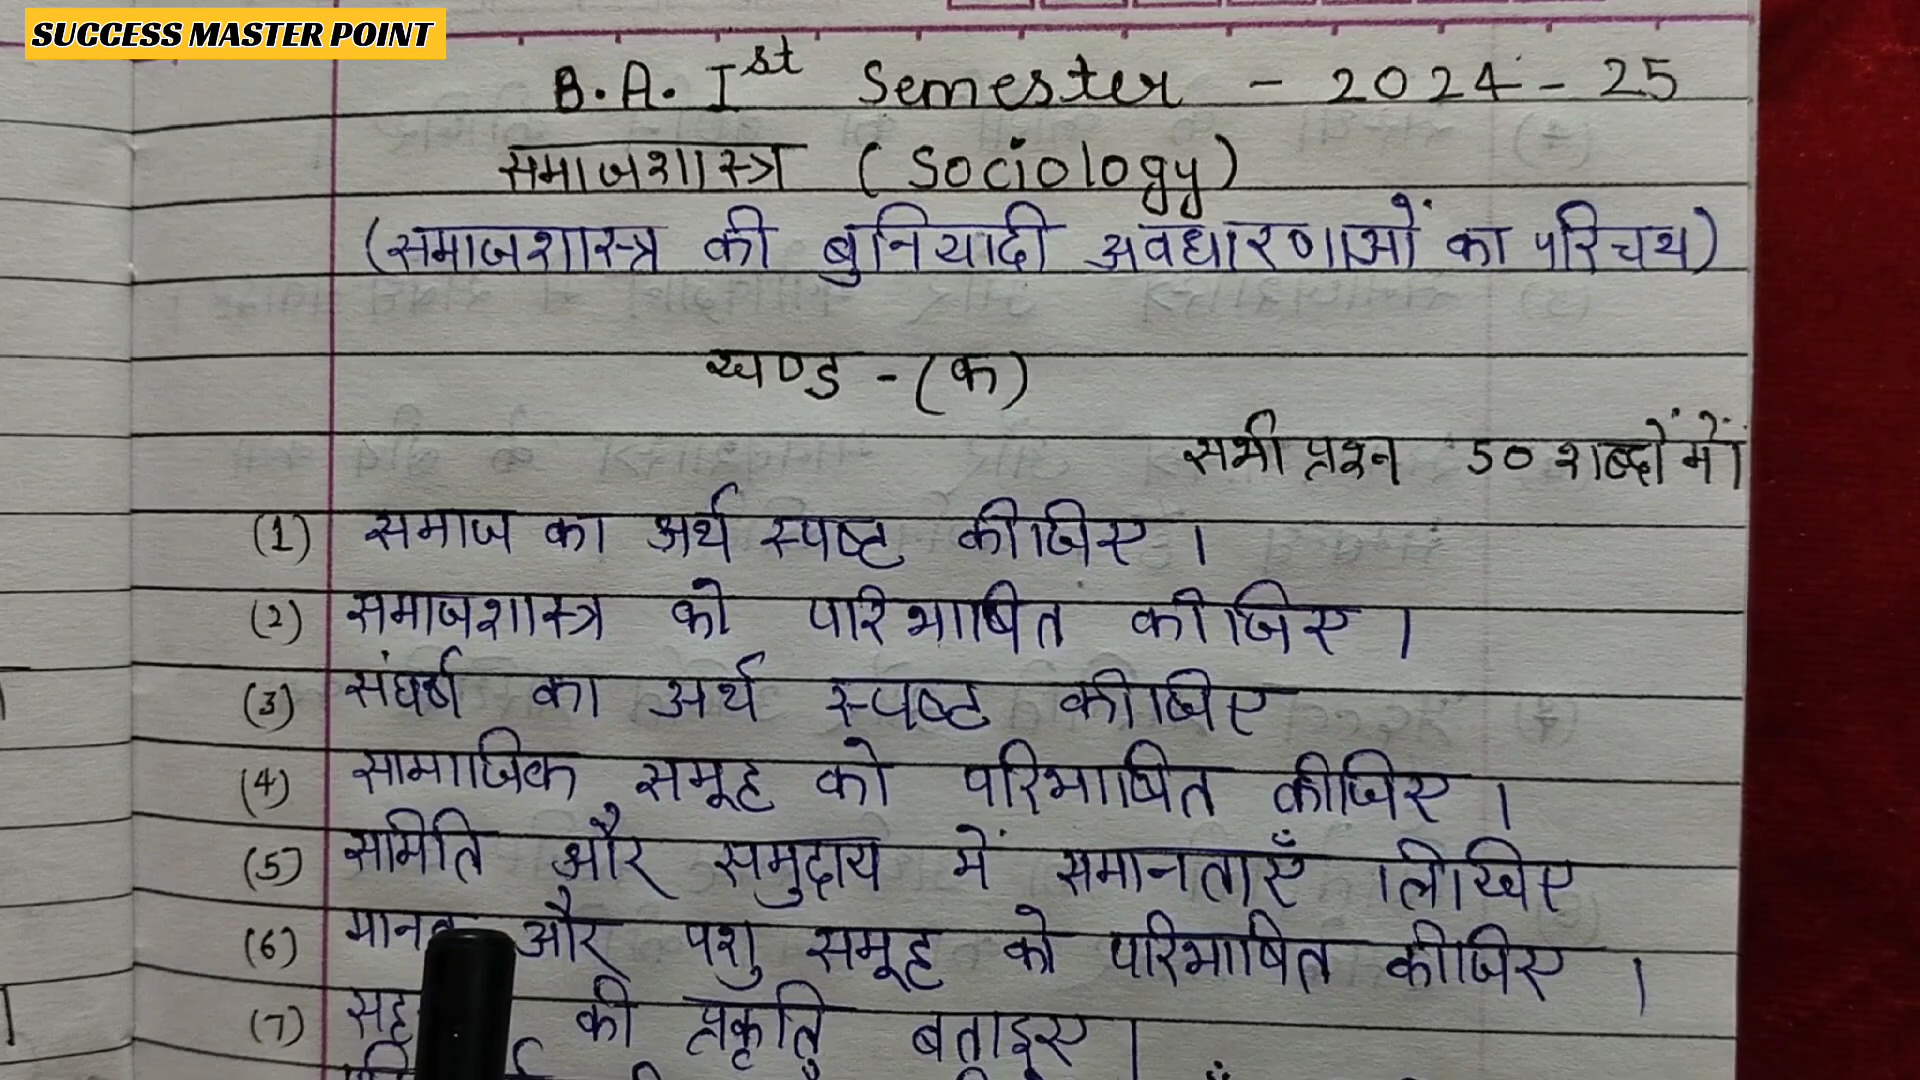 SUCCESS MASTER POINT
B.A. Ist Semester - 2024-25
समाजशास्त्र (Sociology)
(समाजशास्त्र की बुनियादी अवधारणाओं का परिचय)
खण्ड - (क)
सभी प्रश्न 50 शब्दों में।
(1) समाज का अर्थ स्पष्ट कीजिए।
(2) समाजशास्त्र को परिभाषित कीजिए।
(3) संघर्ष का अर्थ स्पष्ट कीजिए
(4) सामाजिक समूह को परिभाषित कीजिए।
(5) समिति और समुदाय में समानताएँ लिखिए
(6) मानव और पशु समूह को परिभाषित कीजिए।
(7) की प्रकृति बताइए।